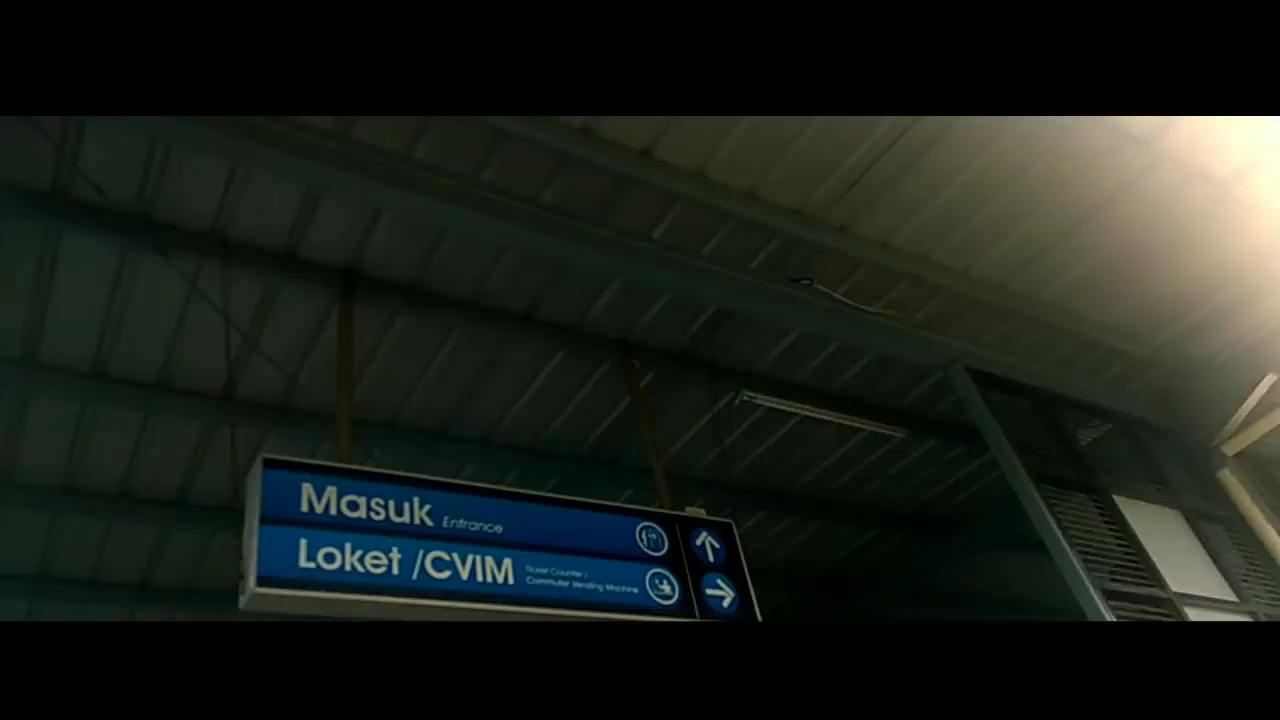 Masuk Entrance
Loket /CVIM Ticket Counter /
Commuter Vending Machine